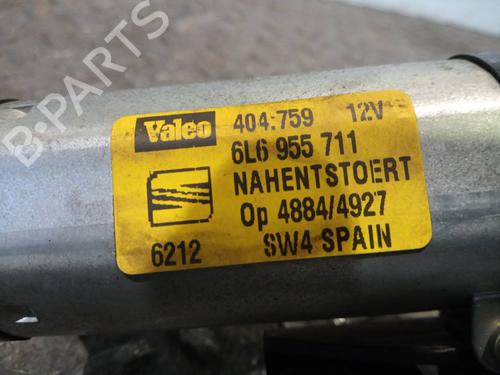 B-PARTS
Valeo 404.759 12V
6L6 955 711
NAHENTSTOERT
Op 4884/4927
6212 SW4 SPAIN